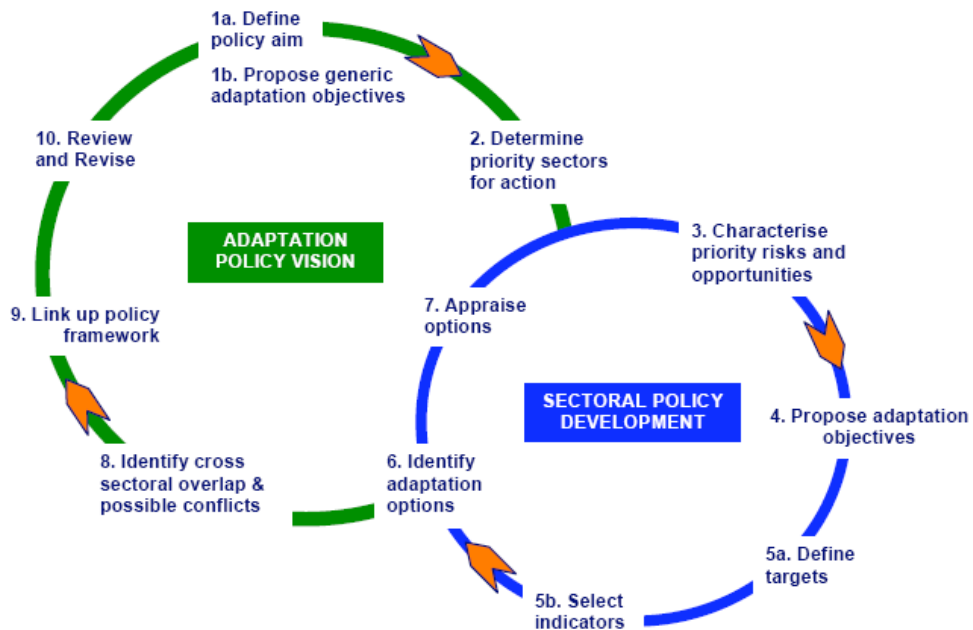 1a. Define
policy aim
1b. Propose generic
adaptation objectives
2. Determine
priority sectors
for action
3. Characterise
priority risks and
opportunities
4. Propose adaptation
objectives
5a. Define
targets
5b. Select
indicators
6. Identify
adaptation
options
7. Appraise
options
8. Identify cross
sectoral overlap &
possible conflicts
9. Link up policy
framework
10. Review
and Revise
ADAPTATION
POLICY VISION
SECTORAL POLICY
DEVELOPMENT